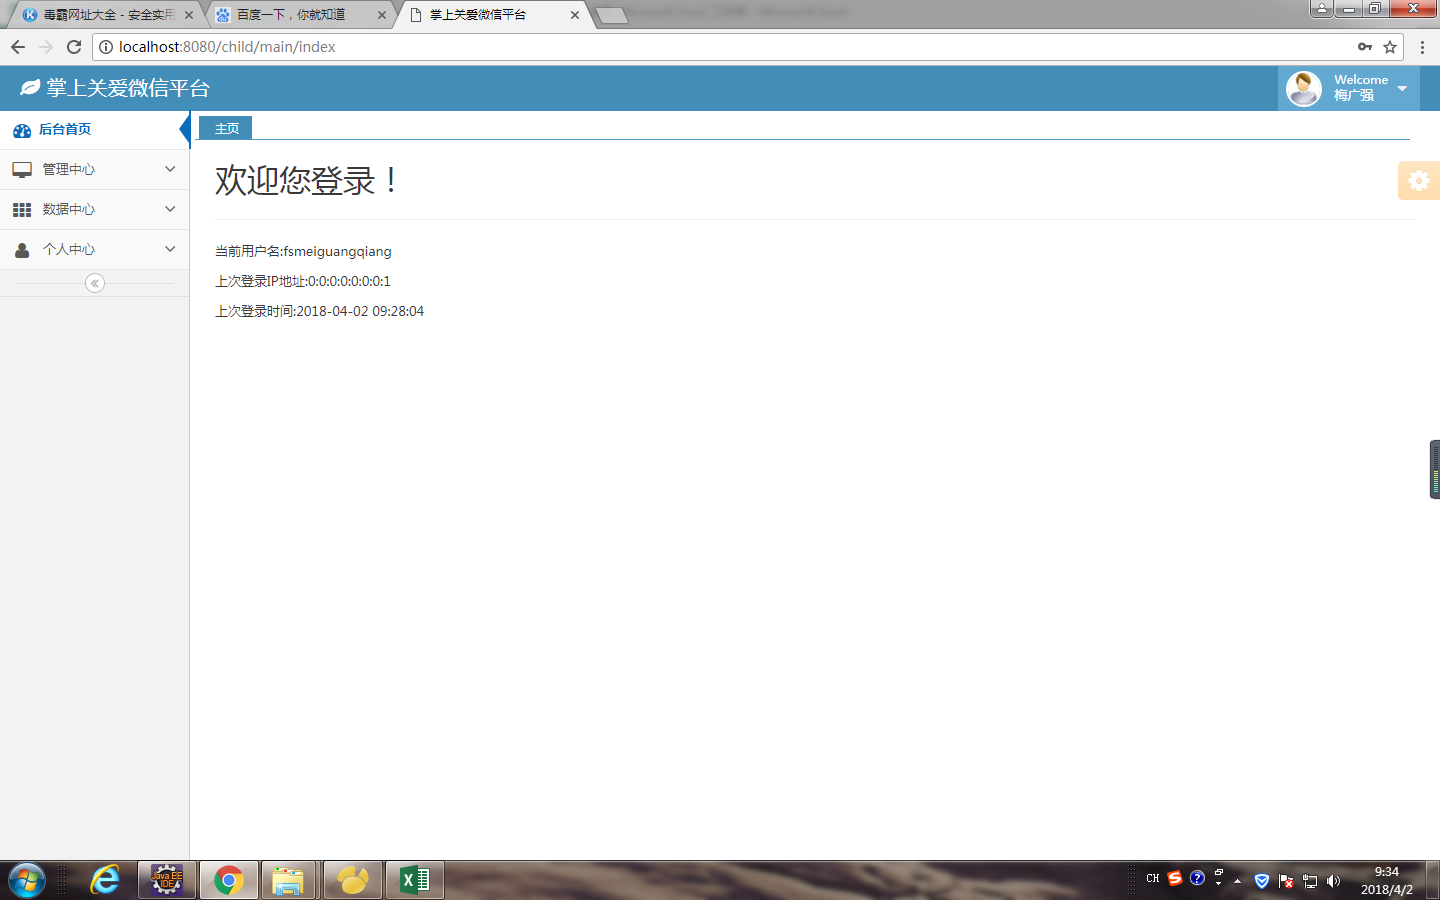 毒霸网址大全 - 安全实用
百度一下，你就知道
掌上关爱微信平台
localhost:8080/child/main/index
掌上关爱微信平台
Welcome
梅广强
后台首页
主页
管理中心
数据中心
个人中心
欢迎您登录！
当前用户名:fsmeiguangqiang
上次登录IP地址:0:0:0:0:0:0:0:1
上次登录时间:2018-04-02 09:28:04
Java EE
IDE
CH
9:34
2018/4/2